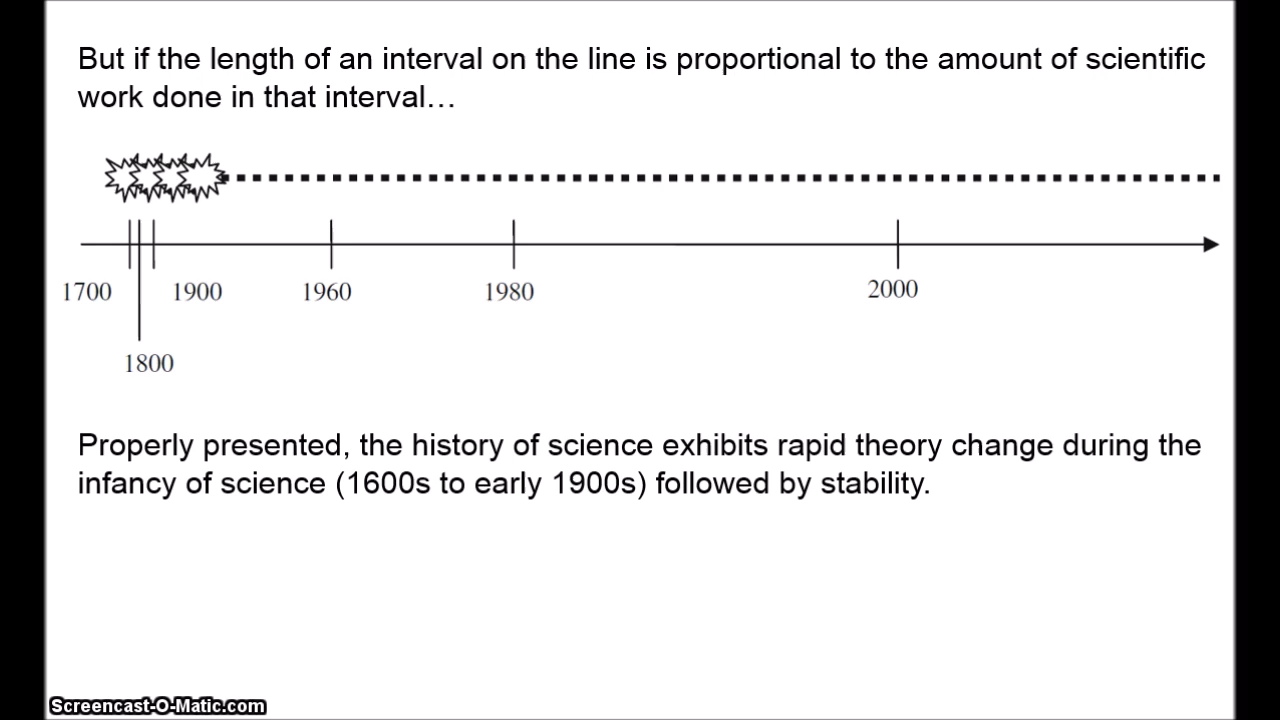 But if the length of an interval on the line is proportional to the amount of scientific
work done in that interval…
1700 1900 1960 1980 2000
1800
Properly presented, the history of science exhibits rapid theory change during the
infancy of science (1600s to early 1900s) followed by stability.
Screencast-O-Matic.com